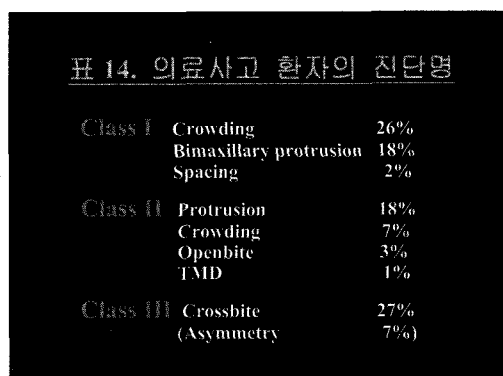 표 14. 의료사고 환자의 진단명
Class I Crowding 26%
Bimaxillary protrusion 18%
Spacing 2%
Class II Protrusion 18%
Crowding 7%
Openbite 3%
TMD 1%
Class III Crossbite 27%
(Asymmetry 7%)